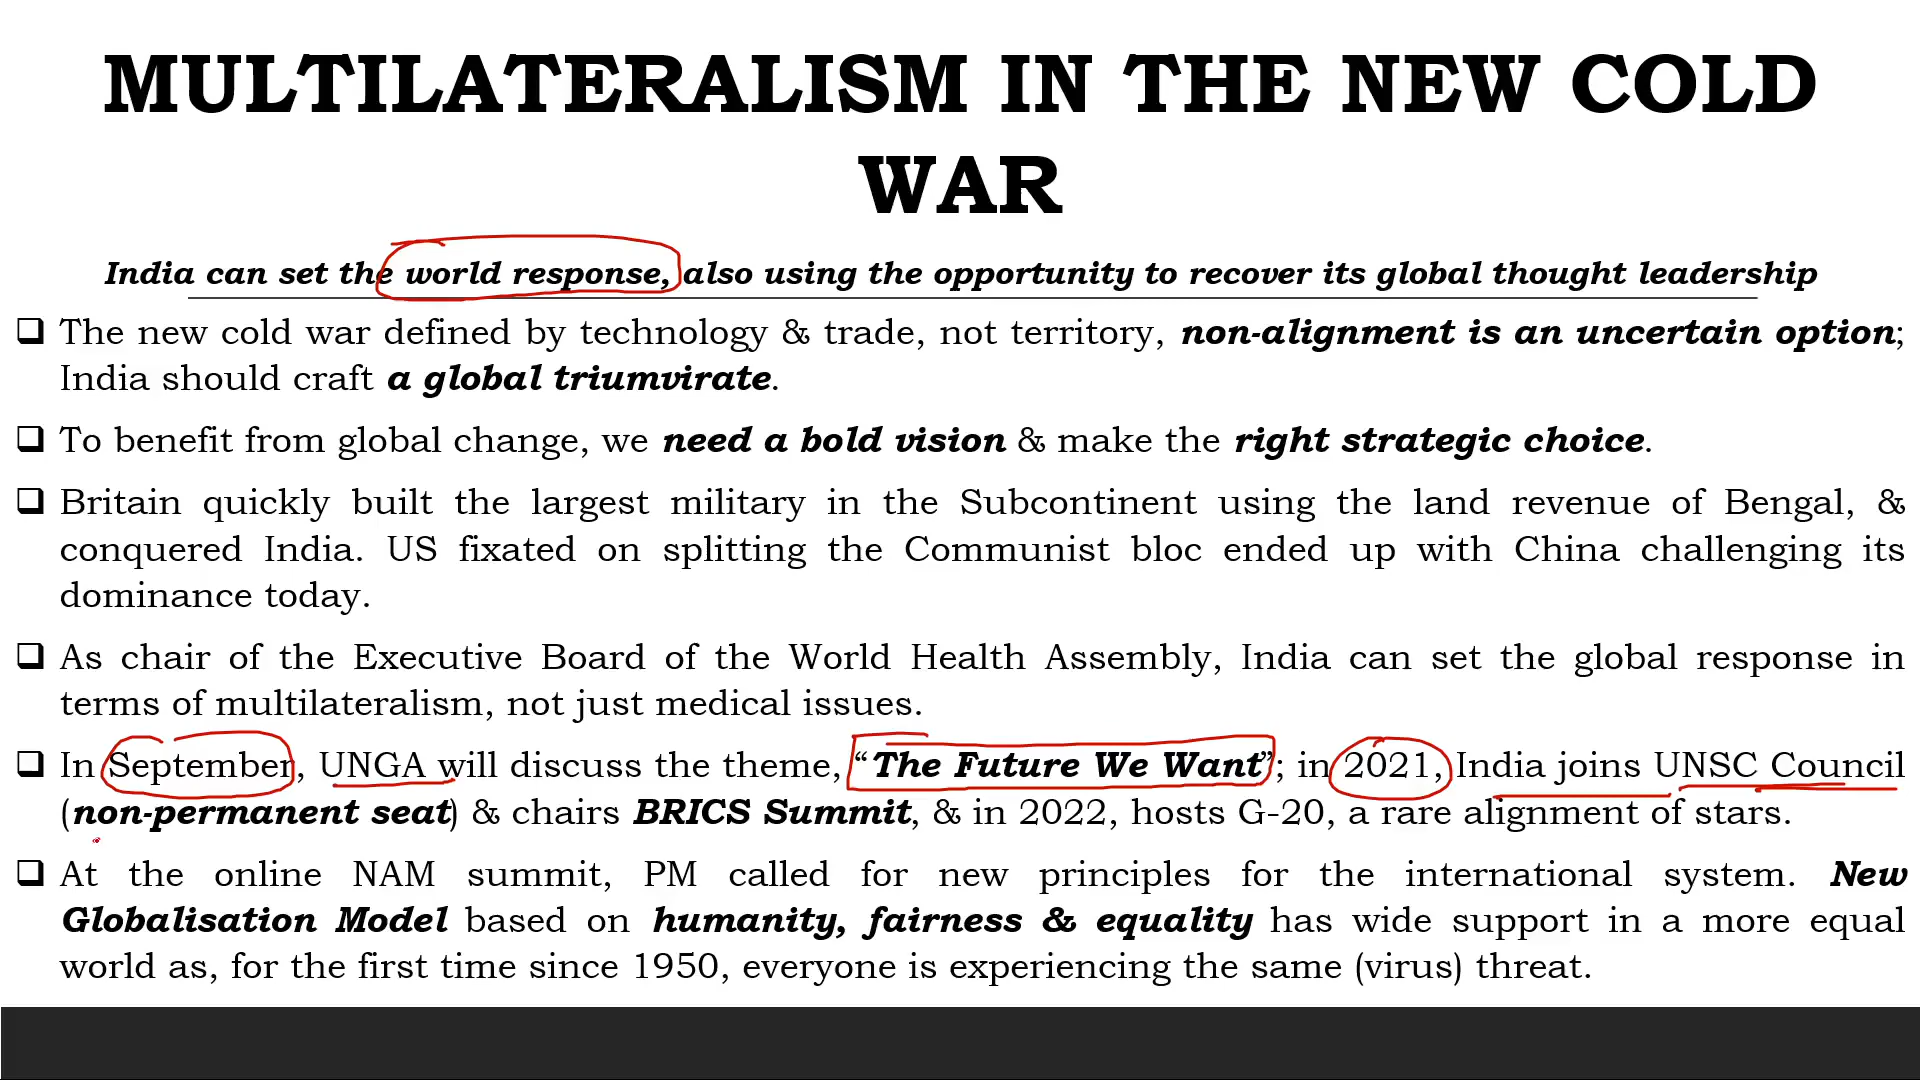 MULTILATERALISM IN THE NEW COLD
WAR
India can set the world response, also using the opportunity to recover its global thought leadership
❑ The new cold war defined by technology & trade, not territory, non-alignment is an uncertain option;
India should craft a global triumvirate.
❑ To benefit from global change, we need a bold vision & make the right strategic choice.
❑ Britain quickly built the largest military in the Subcontinent using the land revenue of Bengal, &
conquered India. US fixated on splitting the Communist bloc ended up with China challenging its
dominance today.
❑ As chair of the Executive Board of the World Health Assembly, India can set the global response in
terms of multilateralism, not just medical issues.
❑ In September, UNGA will discuss the theme, “The Future We Want”; in 2021, India joins UNSC Council
(non-permanent seat) & chairs BRICS Summit, & in 2022, hosts G-20, a rare alignment of stars.
❑ At the online NAM summit, PM called for new principles for the international system. New
Globalisation Model based on humanity, fairness & equality has wide support in a more equal
world as, for the first time since 1950, everyone is experiencing the same (virus) threat.